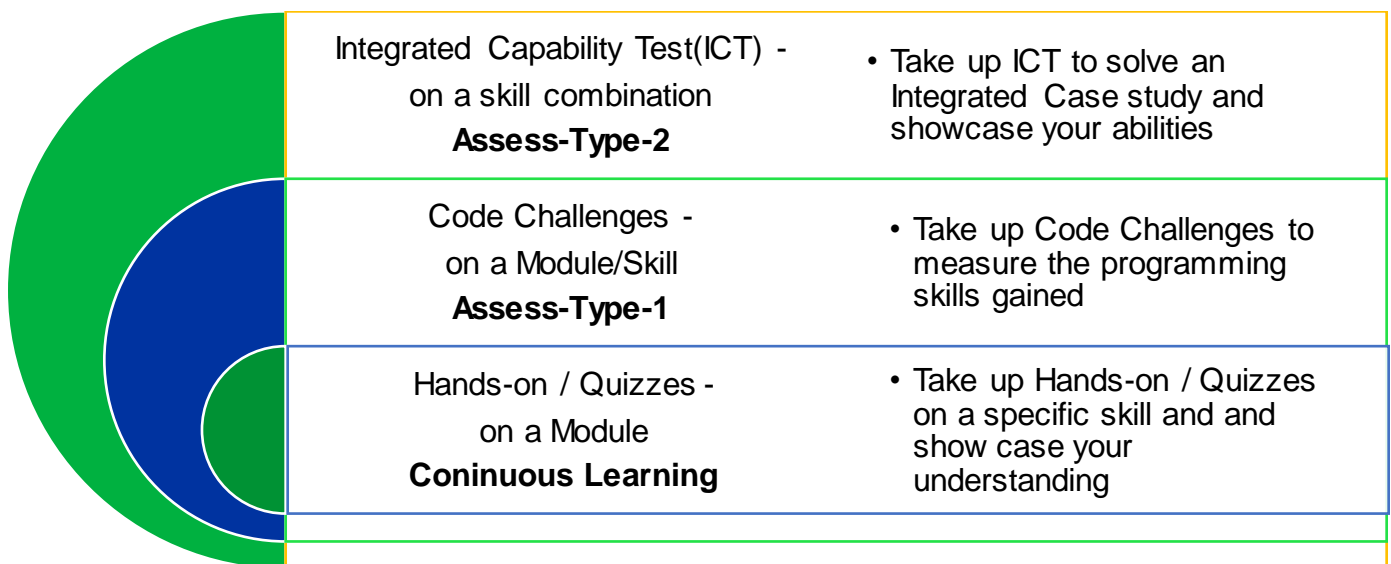 Integrated Capability Test(ICT) -
on a skill combination
Assess-Type-2
• Take up ICT to solve an
Integrated Case study and
showcase your abilities
Code Challenges -
on a Module/Skill
Assess-Type-1
• Take up Code Challenges to
measure the programming
skills gained
Hands-on / Quizzes -
on a Module
Coninuous Learning
• Take up Hands-on / Quizzes
on a specific skill and and
show case your
understanding